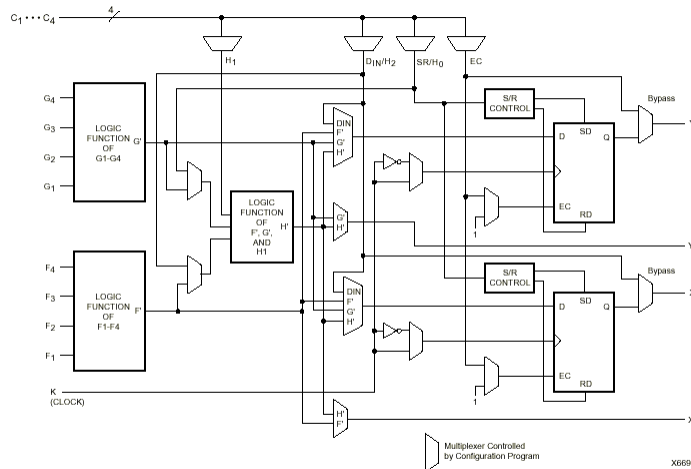 C1 ••• C4
4
H1
DIN/H2
SR/H0
EC
G4
G3
G2
G1
LOGIC
FUNCTION
OF
G1-G4
G'
DIN
F'
G'
H'
S/R
CONTROL
Bypass
D
SD
Q
EC
RD
1
Y
LOGIC
FUNCTION
OF
F', G',
AND
H1
H'
G'
H'
Y
F4
F3
F2
F1
LOGIC
FUNCTION
OF
F1-F4
F'
DIN
F'
G'
H'
S/R
CONTROL
Bypass
D
SD
Q
EC
RD
1
K
(CLOCK)
H'
F'
X
Multiplexer Controlled
by Configuration Program
X669